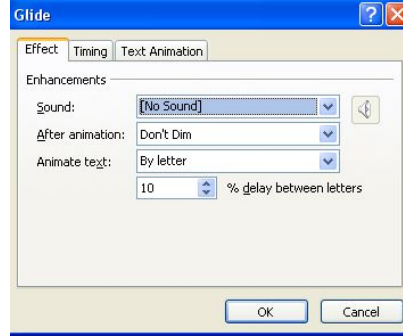 Glide
Effect Timing Text Animation
Enhancements
Sound: [No Sound]
After animation: Don't Dim
Animate text: By letter
10 % delay between letters
OK Cancel